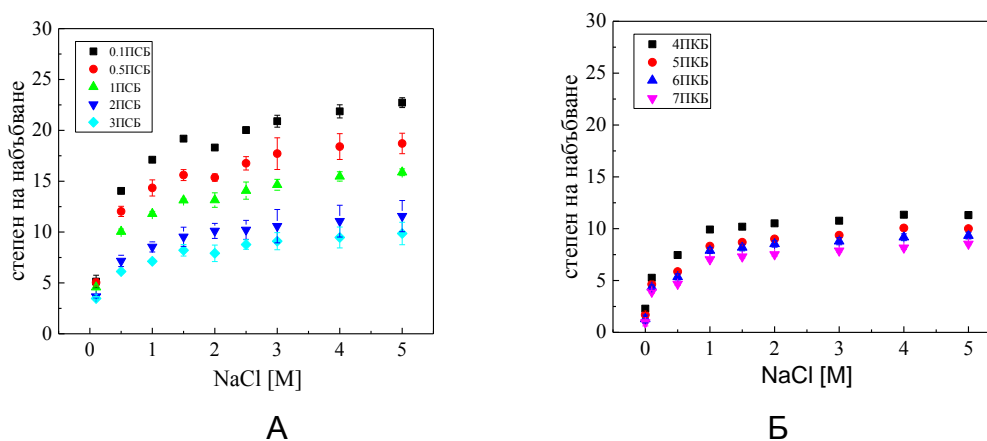 30
25
20
15
10
5
0
степен на набъбване
0.1ПСБ
0.5ПСБ
1ПСБ
2ПСБ
3ПСБ
0 1 2 3 4 5
NaCl [M]
А
30
25
20
15
10
5
0
степен на набъбване
4ПКБ
5ПКБ
6ПКБ
7ПКБ
0 1 2 3 4 5
NaCl [M]
Б